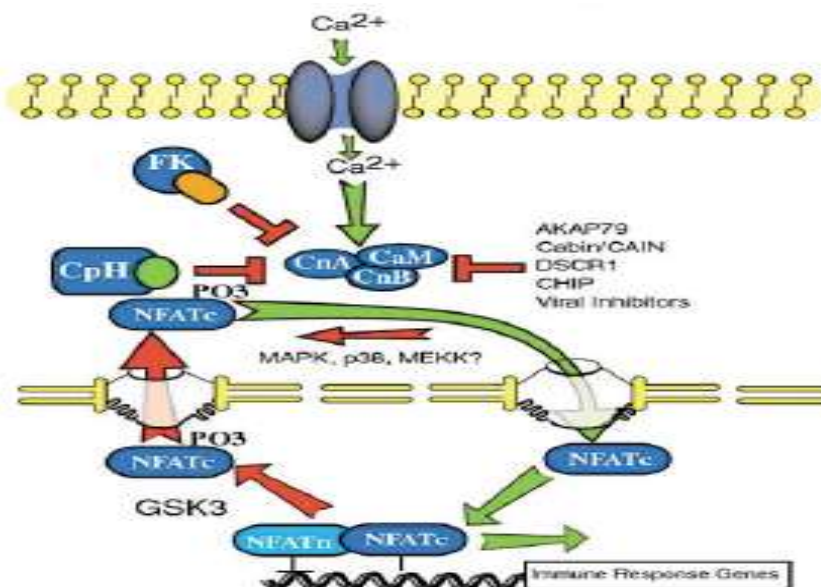 Ca2+
Ca2+
FK
AKAP79
Cabin/CAIN
DSCR1
CHIP
Viral Inhibitors
CnA
CaM
CnB
CpH
PO3
NFATc
MAPK, p38, MEKK?
PO3
NFATc
NFATc
GSK3
NFATn
NFATc
Immune Response Genes